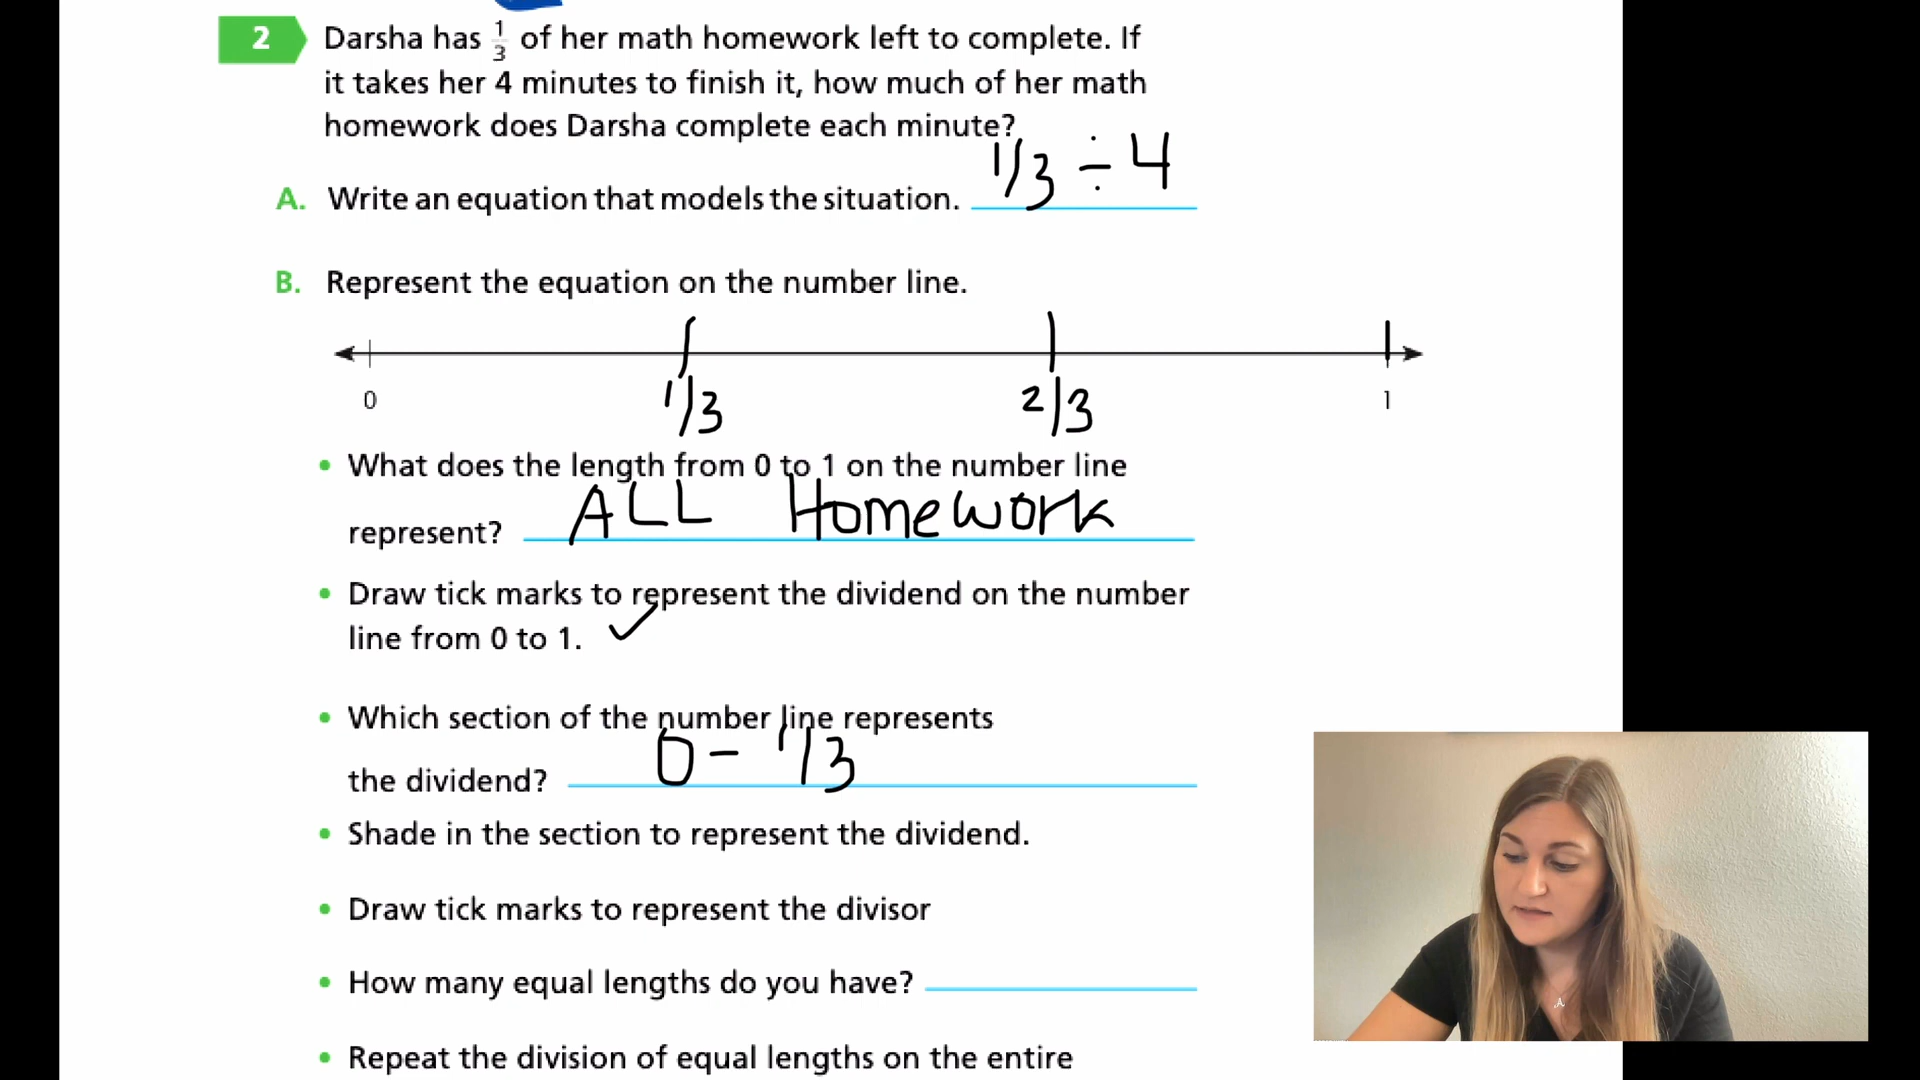 2 Darsha has 1/3 of her math homework left to complete. If
it takes her 4 minutes to finish it, how much of her math
homework does Darsha complete each minute?
A. Write an equation that models the situation. 1/3 ÷ 4
B. Represent the equation on the number line.
0 1/3 2/3 1
• What does the length from 0 to 1 on the number line
represent? ALL Homework
• Draw tick marks to represent the dividend on the number
line from 0 to 1. ✓
• Which section of the number line represents
the dividend? 0 - 1/3
• Shade in the section to represent the dividend.
• Draw tick marks to represent the divisor
• How many equal lengths do you have?
• Repeat the division of equal lengths on the entire